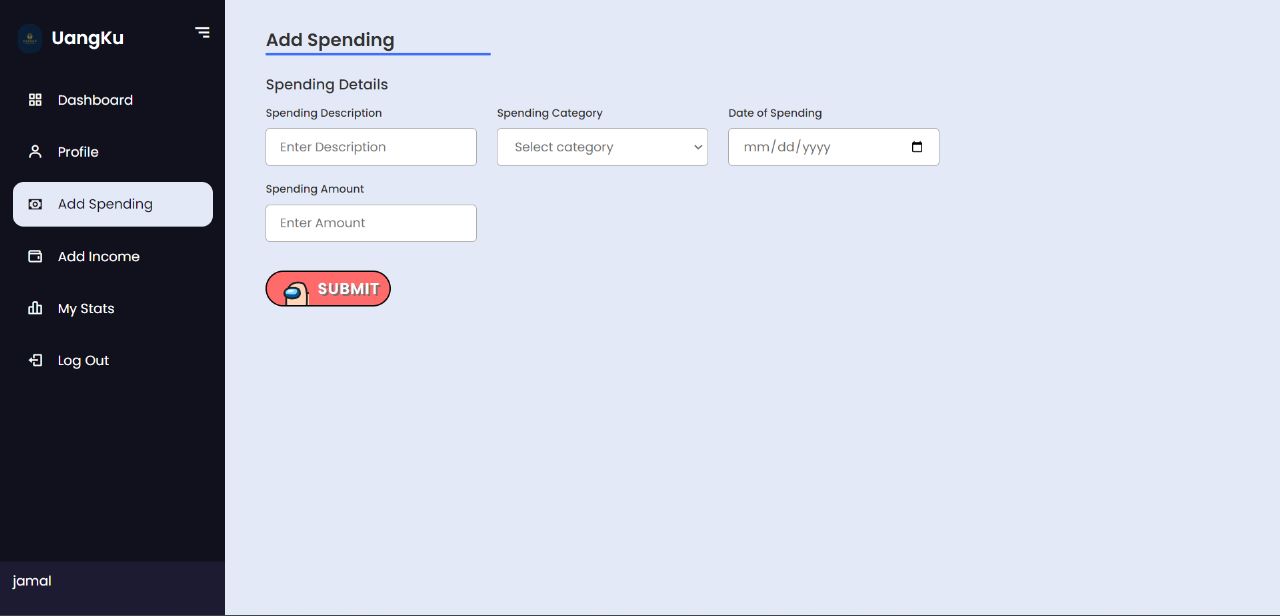 UangKu
Dashboard
Profile
Add Spending
Add Income
My Stats
Log Out
jamal
Add Spending
Spending Details
Spending Description
Spending Category
Date of Spending
Enter Description
Select category
mm/dd/yyyy
Spending Amount
Enter Amount
SUBMIT